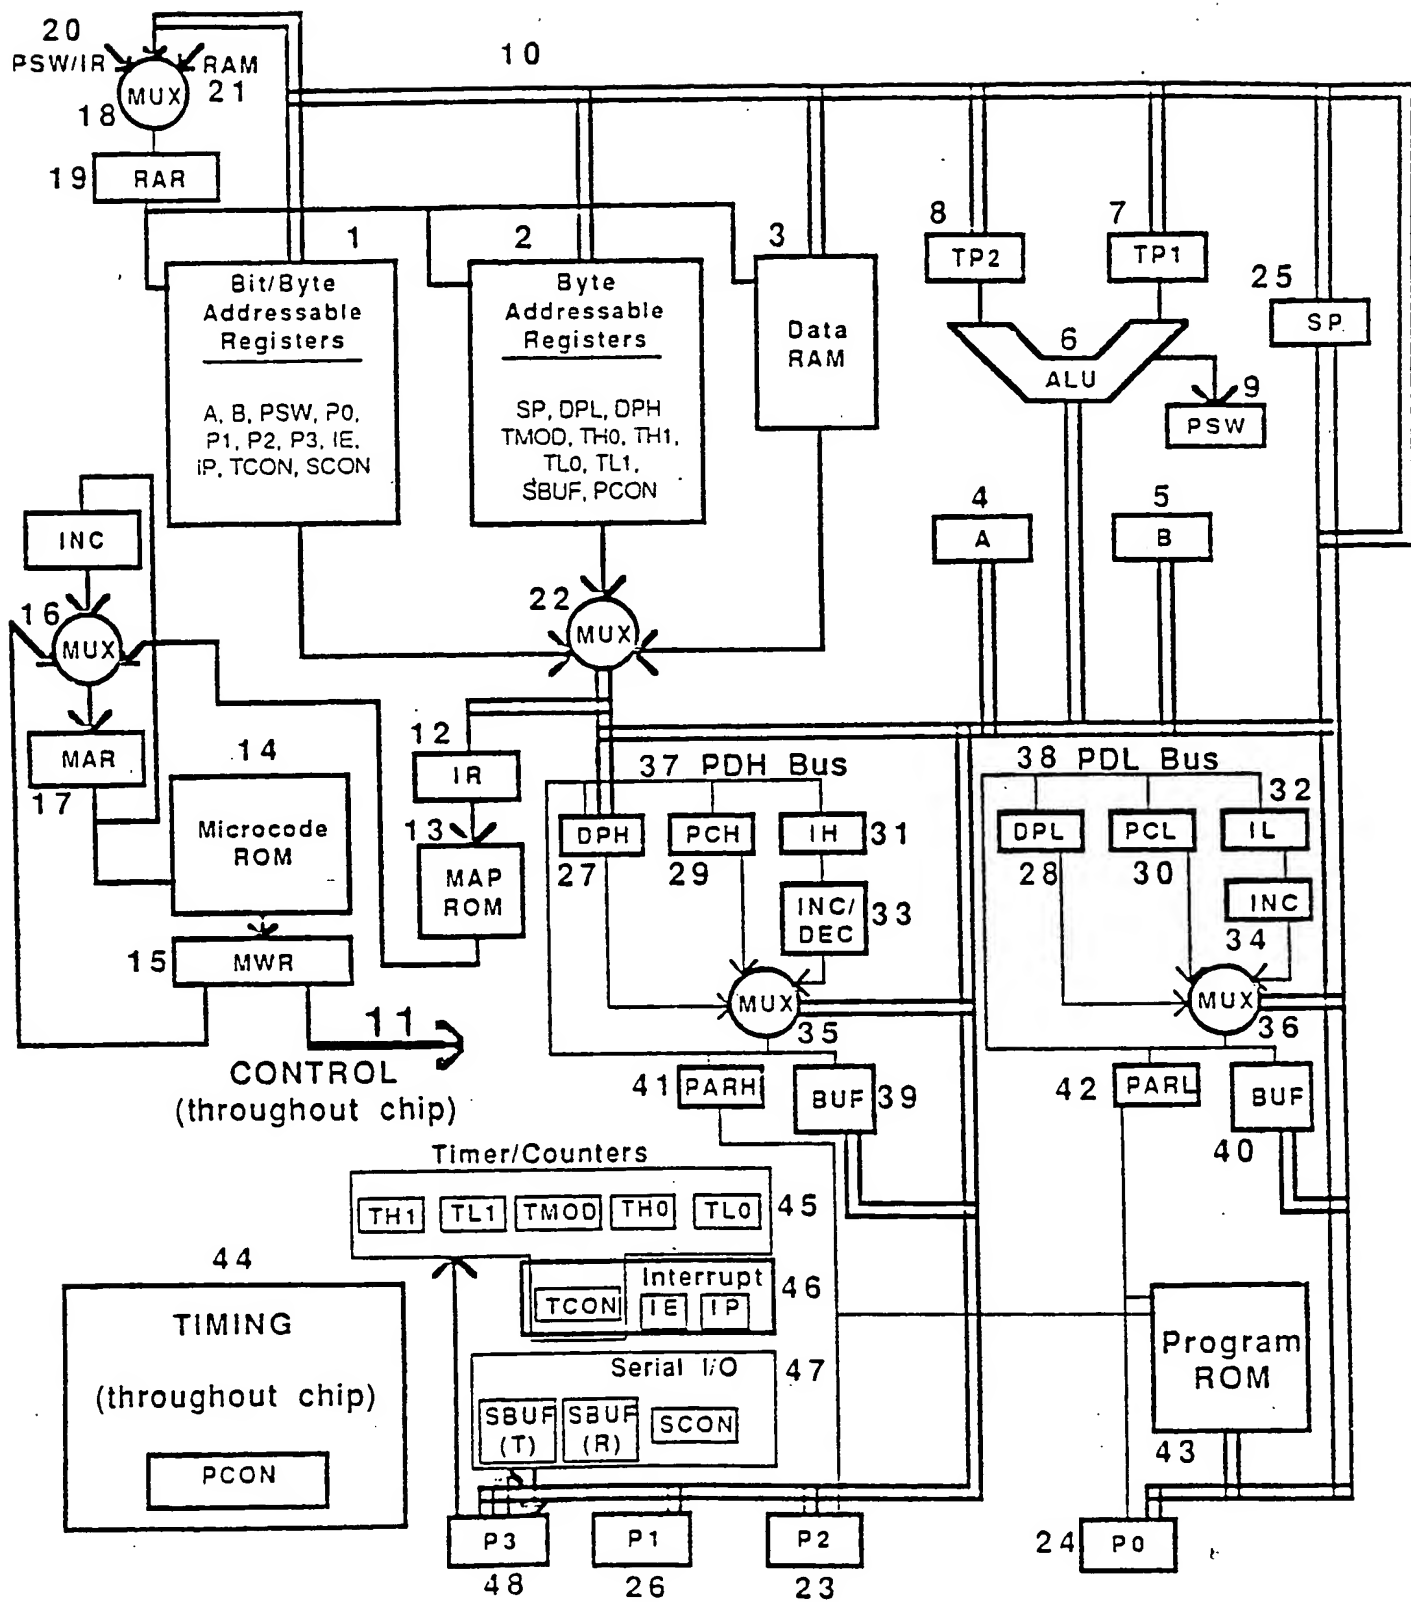 20
PSW/IR
RAM
21
10
MUX
18
19
RAR
1
2
3
8
7
TP2
TP1
25
SP
Bit/Byte
Addressable
Registers
A, B, PSW, P0,
P1, P2, P3, IE,
IP, TCON, SCON
Byte
Addressable
Registers
SP, DPL, DPH
TMOD, TH0, TH1,
TL0, TL1,
SBUF, PCON
Data
RAM
6
ALU
9
PSW
INC
4
A
5
B
16
MUX
22
MUX
MAR
17
14
12
IR
13
MAP
ROM
Microcode
ROM
15
MWR
11
CONTROL
(throughout chip)
37 PDH Bus
DPH
27
PCH
29
IH
31
INC/
DEC
33
MUX
35
41
PARH
BUF
39
38 PDL Bus
32
DPL
28
PCL
30
IL
INC
34
MUX
36
42
PARL
BUF
40
Timer/Counters
TH1
TL1
TMOD
TH0
TL0
45
Interrupt
46
TCON
IE
IP
Serial I/O
47
SBUF
(T)
SBUF
(R)
SCON
44
TIMING
(throughout chip)
PCON
Program
ROM
43
P3
48
P1
26
P2
23
24
P0